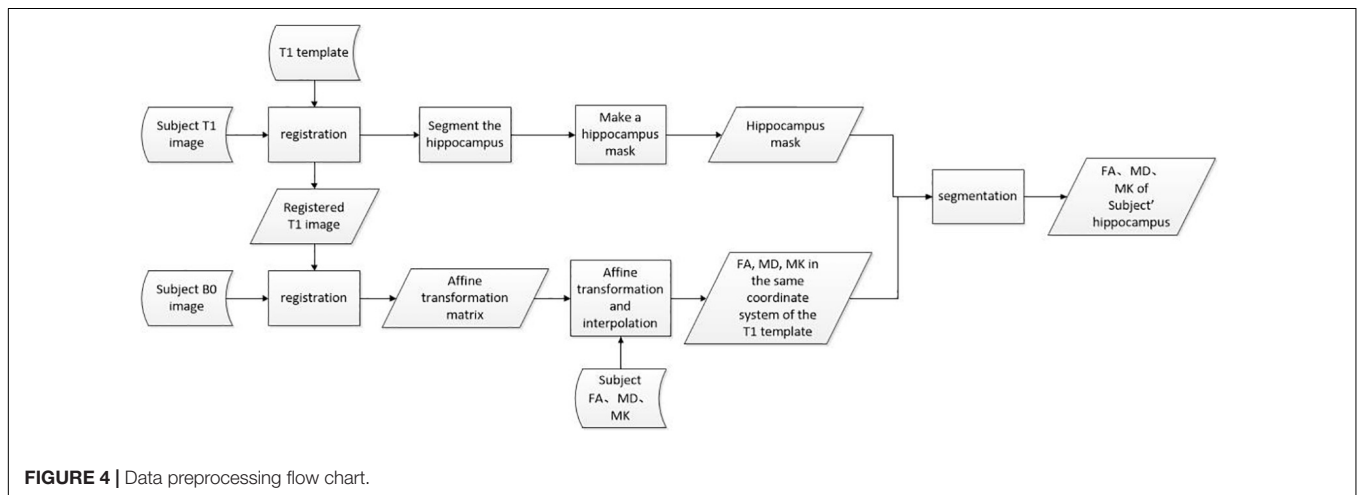 T1 template
Subject T1
image
registration
Segment the
hippocampus
Make a
hippocampus
mask
Hippocampus
mask
Registered
T1 image
segmentation
FA、MD、
MK of
Subject'
hippocampus
Subject B0
image
registration
Affine
transformation
matrix
Affine
transformation
and
interpolation
FA, MD, MK in
the same
coordinate
system of the
T1 template
Subject
FA、MD、
MK
FIGURE 4 | Data preprocessing flow chart.